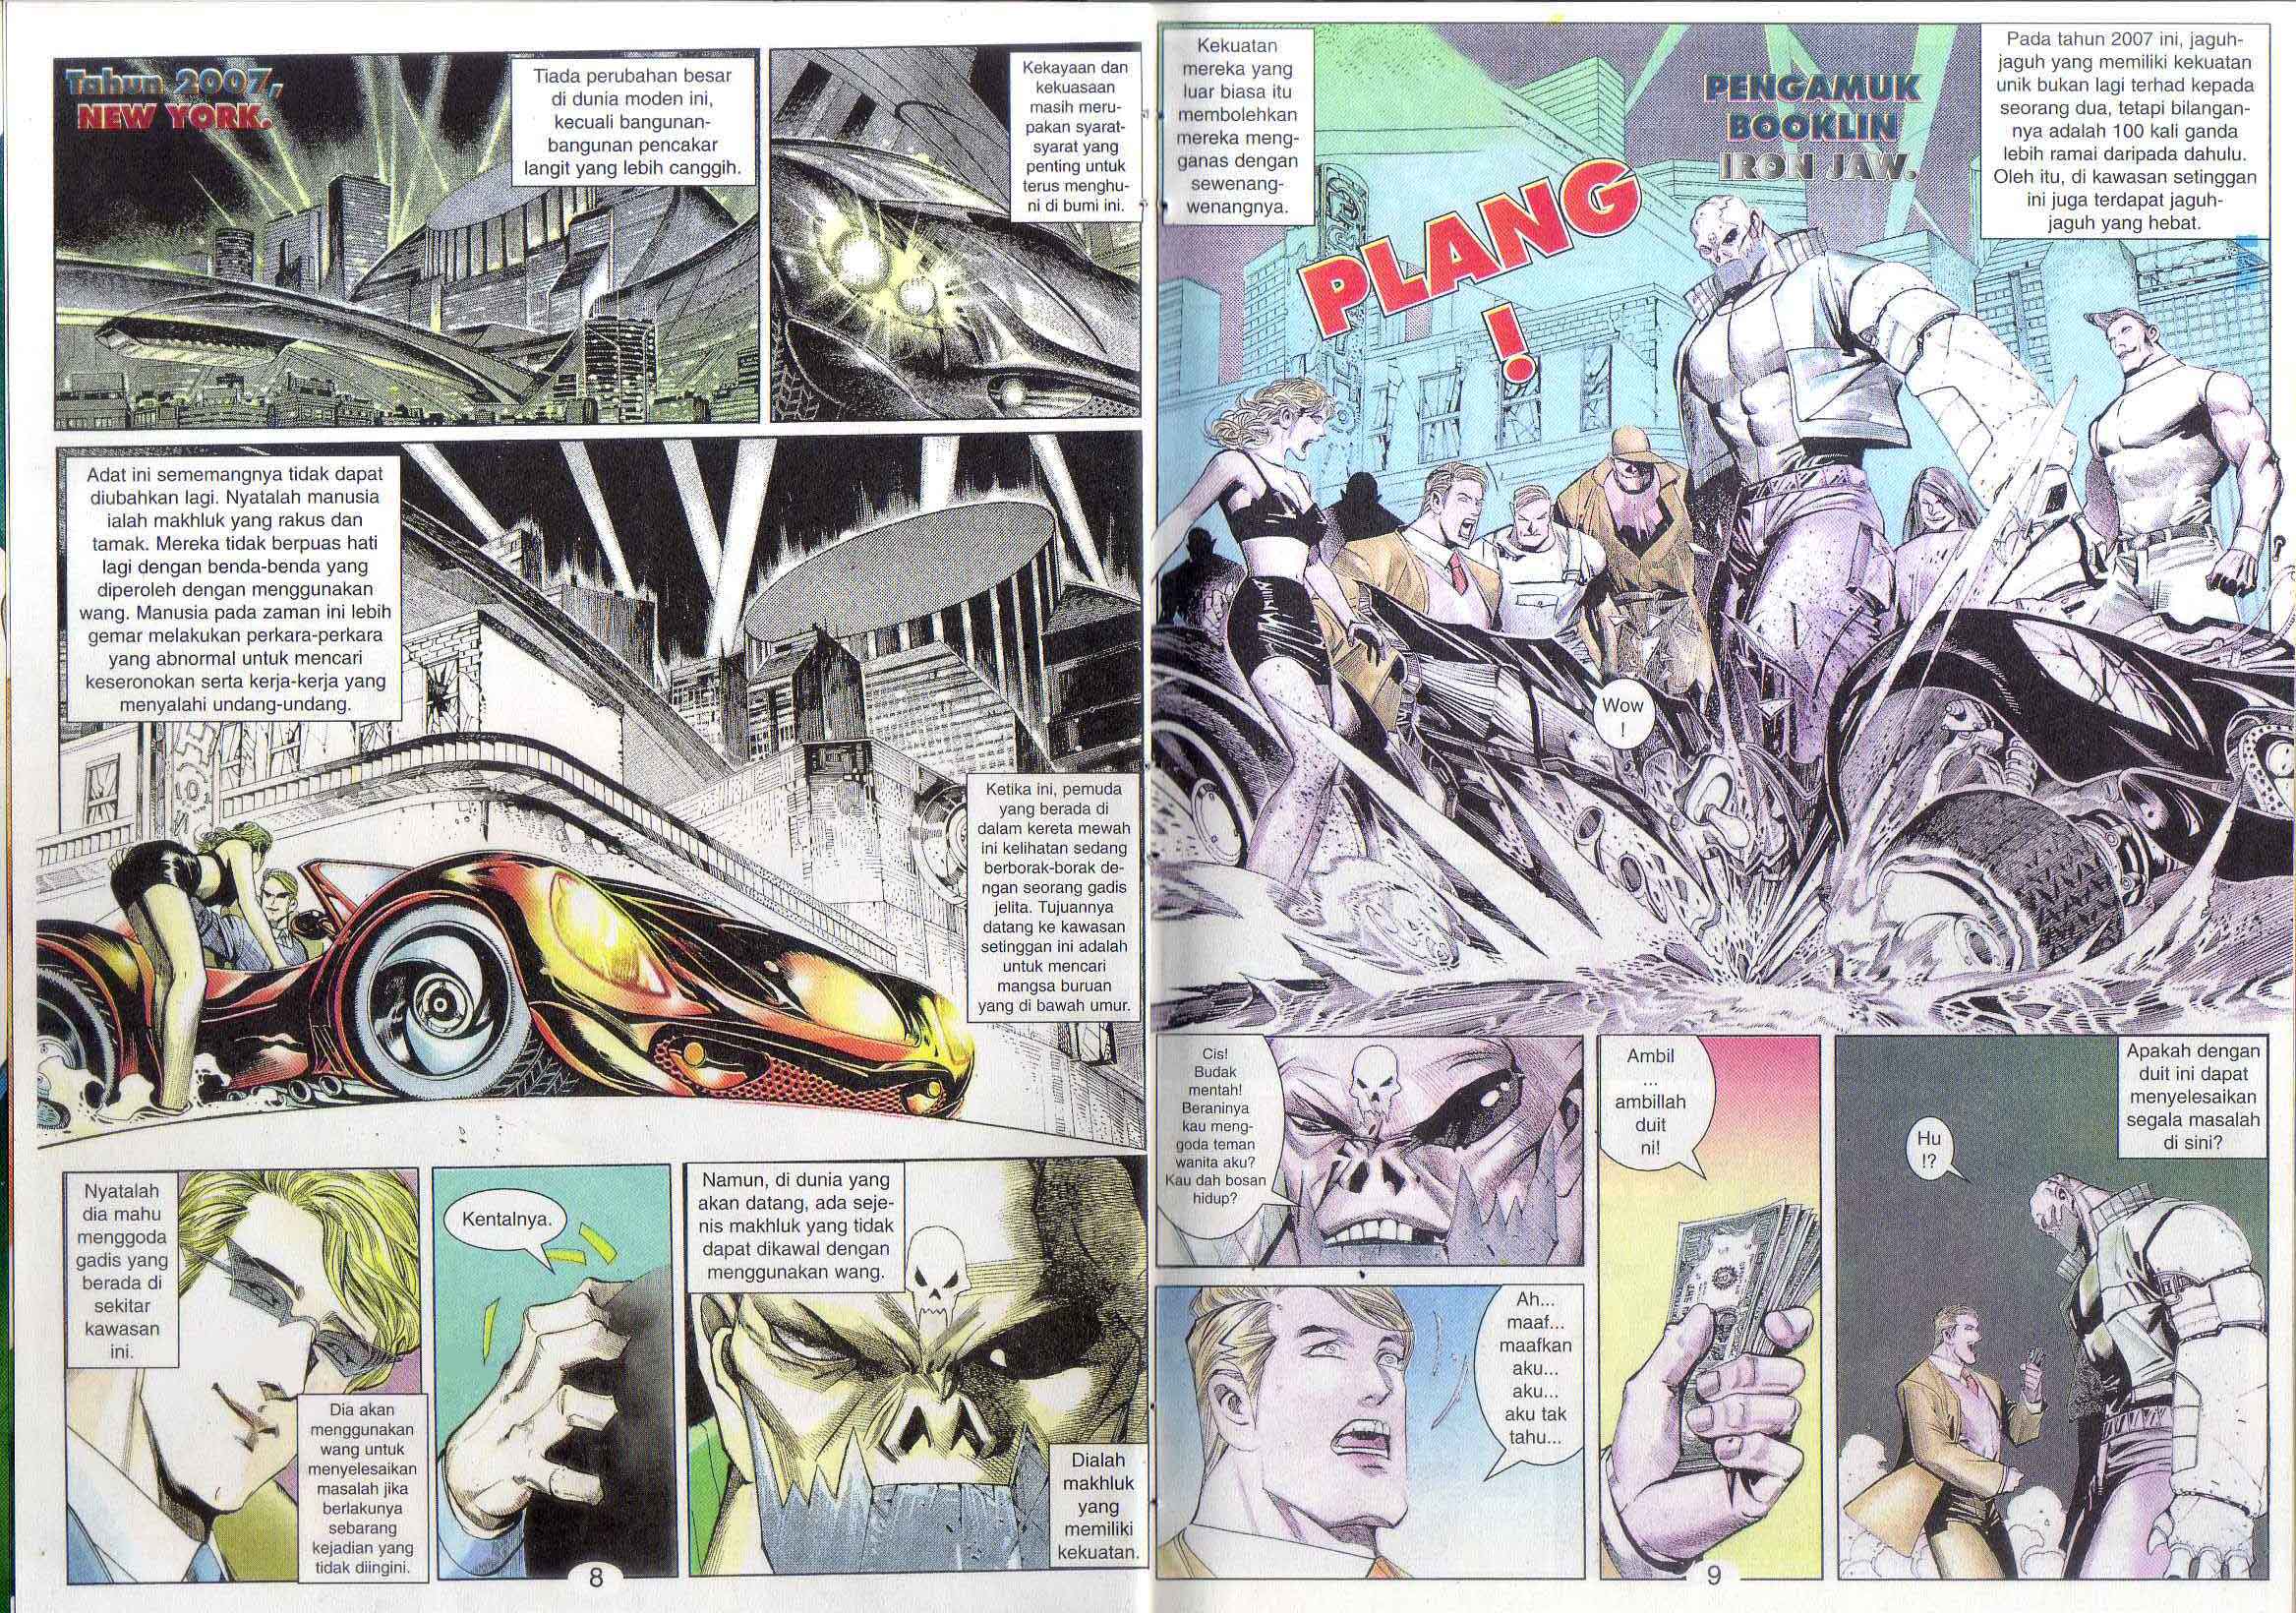 Tahun 2007,
NEW YORK.
Tiada perubahan besar
di dunia moden ini,
kecuali bangunan-
bangunan pencakar
langit yang lebih canggih.
Kekayaan dan
kekuasaan
masih meru-
pakan syarat-
syarat yang
penting untuk
terus menghu-
ni di bumi ini.
Adat ini sememangnya tidak dapat
diubahkan lagi. Nyatalah manusia
ialah makhluk yang rakus dan
tamak. Mereka tidak berpuas hati
lagi dengan benda-benda yang
diperoleh dengan menggunakan
wang. Manusia pada zaman ini lebih
gemar melakukan perkara-perkara
yang abnormal untuk mencari
keseronokan serta kerja-kerja yang
menyalahi undang-undang.
Ketika ini, pemuda
yang berada di
dalam kereta mewah
ini kelihatan sedang
berborak-borak de-
ngan seorang gadis
jelita. Tujuannya
datang ke kawasan
setinggan ini adalah
untuk mencari
mangsa buruan
yang di bawah umur.
Nyatalah
dia mahu
menggoda
gadis yang
berada di
sekitar
kawasan
ini.
Dia akan
menggunakan
wang untuk
menyelesaikan
masalah jika
berlakunya
sebarang
kejadian yang
tidak diingini.
Kentalnya.
Namun, di dunia yang
akan datang, ada seje-
nis makhluk yang tidak
dapat dikawal dengan
menggunakan wang.
Dialah
makhluk
yang
memiliki
kekuatan.
8
Kekuatan
mereka yang
luar biasa itu
membolehkan
mereka meng-
ganas dengan
sewenang-
wenangnya.
PLANG
!
PENGAMUK
BOOKLIN
IRON JAW.
Pada tahun 2007 ini, jaguh-
jaguh yang memiliki kekuatan
unik bukan lagi terhad kepada
seorang dua, tetapi bilangan-
nya adalah 100 kali ganda
lebih ramai daripada dahulu.
Oleh itu, di kawasan setinggan
ini juga terdapat jaguh-
jaguh yang hebat.
Wow
!
Cis!
Budak
mentah!
Beraninya
kau meng-
goda teman
wanita aku?
Kau dah bosan
hidup?
Ah...
maaf...
maafkan
aku...
aku...
aku tak
tahu...
Ambil
...
ambillah
duit
ni!
Hu
!?
Apakah dengan
duit ini dapat
menyelesaikan
segala masalah
di sini?
9